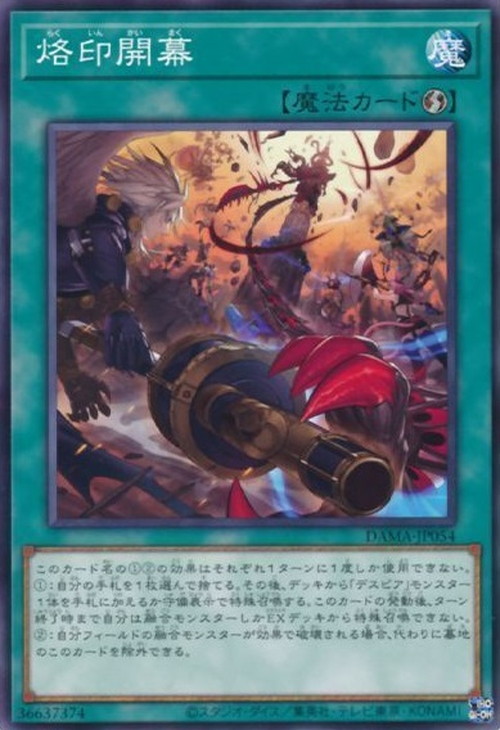 烙印開幕
らく いん かい まく
魔
【魔法カード】
DAMA-JP054
このカード名の①②の効果はそれぞれ1ターンに1度しか使用できない。
①:自分の手札を1枚選んで捨てる。その後、デッキから「デスピア」モンスター
1体を手札に加えるか守備表示で特殊召喚する。このカードの発動後、ターン
終了時まで自分は融合モンスターしかEXデッキから特殊召喚できない。
②:自分フィールドの融合モンスターが効果で破壊される場合、代わりに墓地
のこのカードを除外できる。
36637374
©スタジオ・ダイス/集英社・テレビ東京・KONAMI